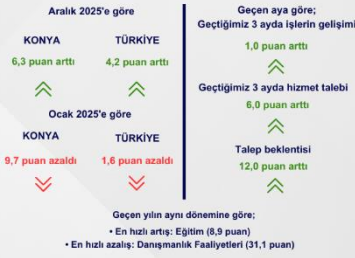 Aralık 2025'e göre
KONYA TÜRKİYE
6,3 puan arttı 4,2 puan arttı
Ocak 2025'e göre
KONYA TÜRKİYE
9,7 puan azaldı 1,6 puan azaldı
Geçen aya göre;
Geçtiğimiz 3 ayda işlerin gelişimi
1,0 puan arttı
Geçtiğimiz 3 ayda hizmet talebi
6,0 puan arttı
Talep beklentisi
12,0 puan arttı
Geçen yılın aynı dönemine göre;
• En hızlı artış: Eğitim (8,9 puan)
• En hızlı azalış: Danışmanlık Faaliyetleri (31,1 puan)